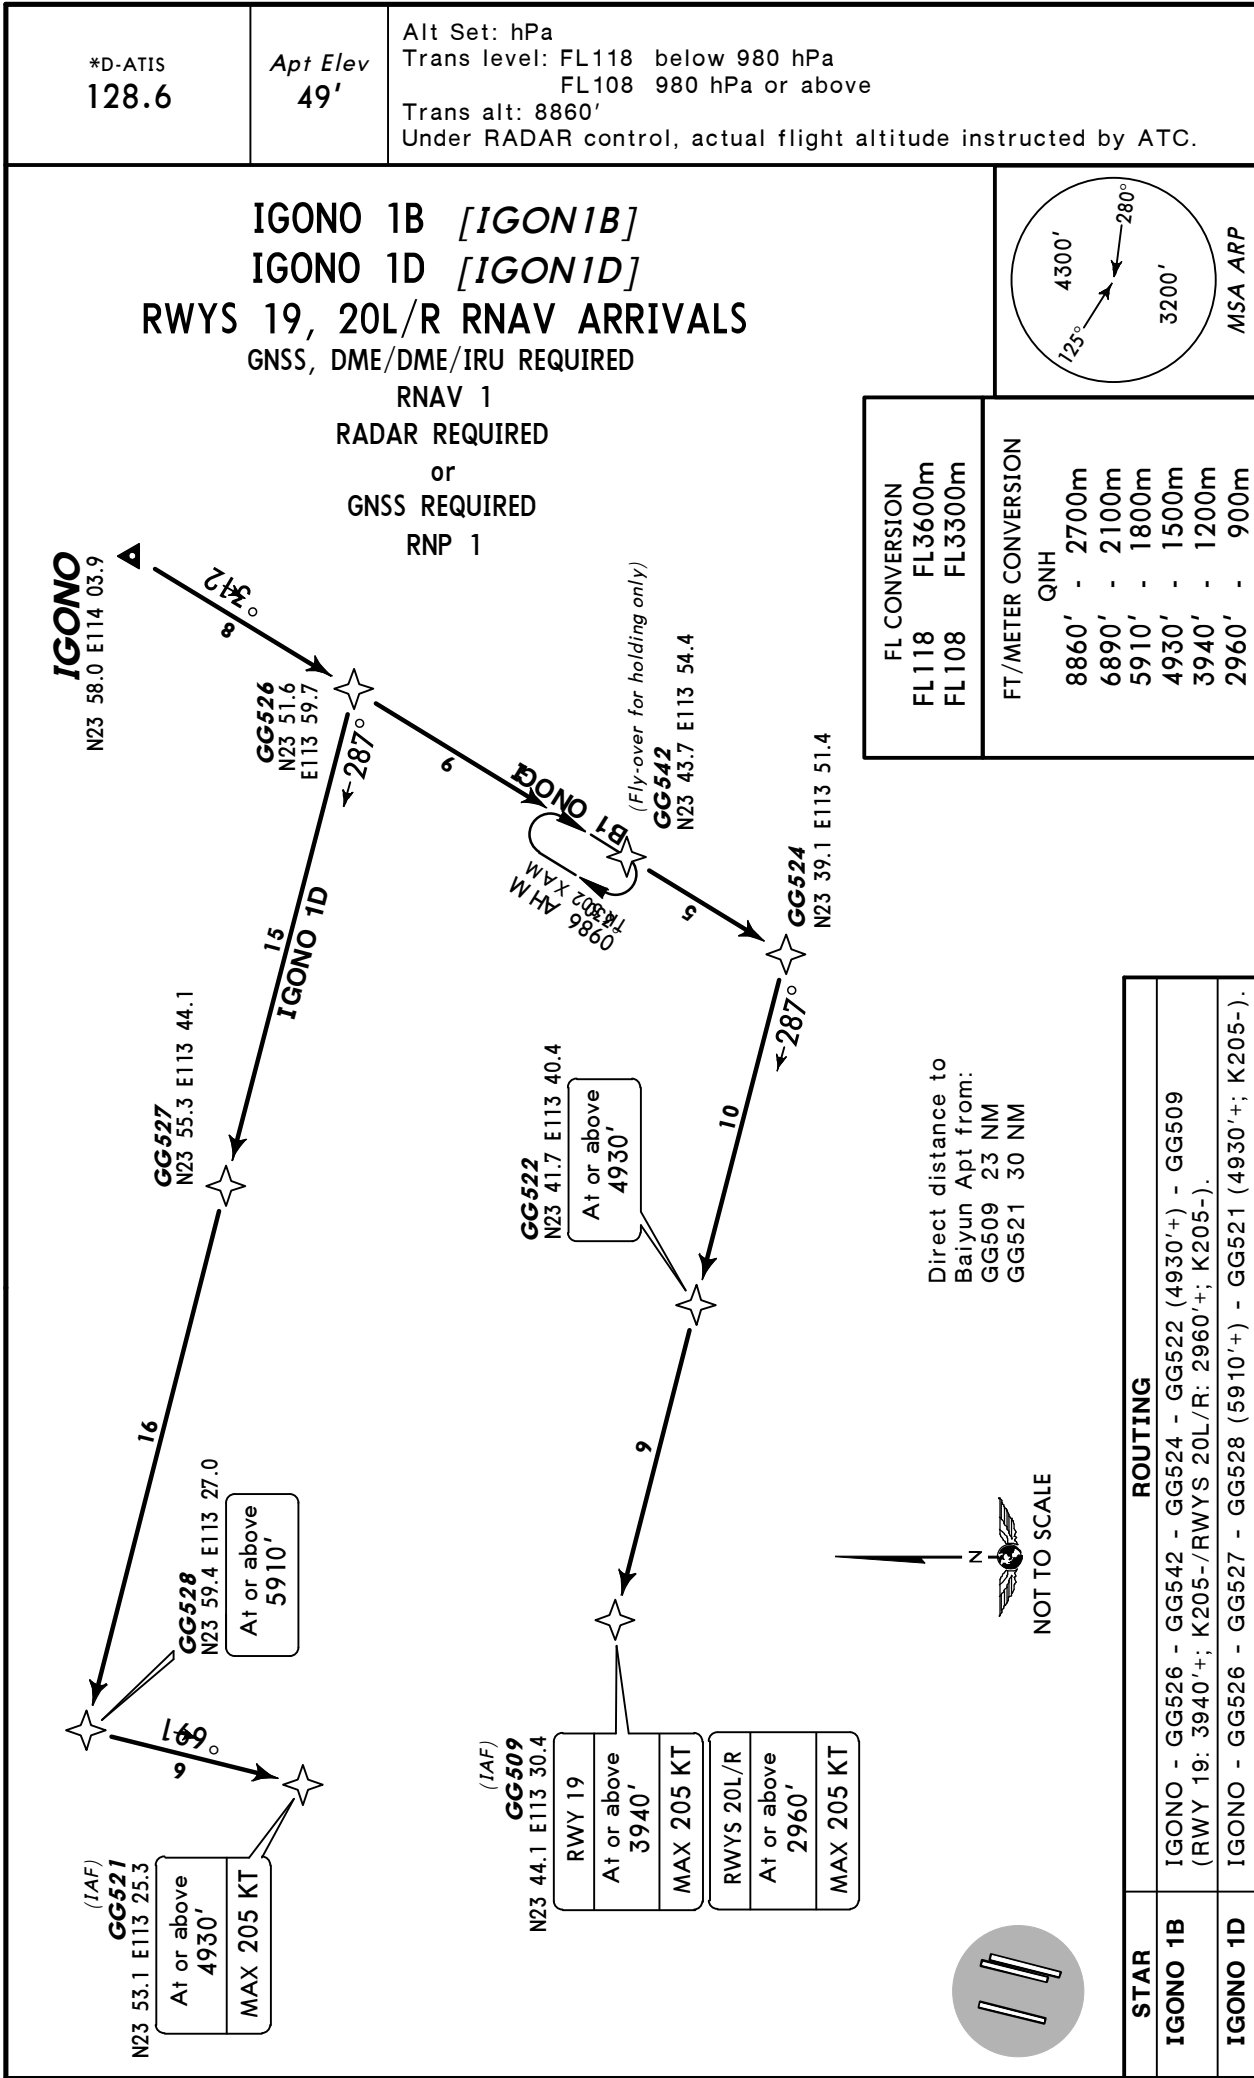 *D-ATIS
128.6
Apt Elev
49'
Alt Set: hPa
Trans level: FL118 below 980 hPa
FL108 980 hPa or above
Trans alt: 8860'
Under RADAR control, actual flight altitude instructed by ATC.
IGONO 1B [IGON1B]
IGONO 1D [IGON1D]
RWYS 19, 20L/R RNAV ARRIVALS
GNSS, DME/DME/IRU REQUIRED
RNAV 1
RADAR REQUIRED
or
GNSS REQUIRED
RNP 1
125°
280°
4300'
3200'
MSA ARP
FL CONVERSION
FL118 FL3600m
FL108 FL3300m
FT/METER CONVERSION
QNH
8860' - 2700m
6890' - 2100m
5910' - 1800m
4930' - 1500m
3940' - 1200m
2960' - 900m
IGONO
N23 58.0 E114 03.9
8
GG526
N23 51.6
E113 59.7
287°
9
(Fly-over for holding only)
GG542
N23 43.7 E113 54.4
5
GG524
N23 39.1 E113 51.4
287°
15
IGONO 1D
GG527
N23 55.3 E113 44.1
10
GG522
N23 41.7 E113 40.4
At or above
4930'
16
9
GG528
N23 59.4 E113 27.0
At or above
5910'
6
(IAF)
GG521
N23 53.1 E113 25.3
At or above
4930'
MAX 205 KT
(IAF)
GG509
N23 44.1 E113 30.4
RWY 19
At or above
3940'
MAX 205 KT
RWYS 20L/R
At or above
2960'
MAX 205 KT
Direct distance to
Baiyun Apt from:
GG509 23 NM
GG521 30 NM
N
NOT TO SCALE
STAR ROUTING
IGONO 1B IGONO - GG526 - GG542 - GG524 - GG522 (4930'+) - GG509
(RWY 19: 3940'+; K205-/RWYS 20L/R: 2960'+; K205-).
IGONO 1D IGONO - GG526 - GG527 - GG528 (5910'+) - GG521 (4930'+; K205-).